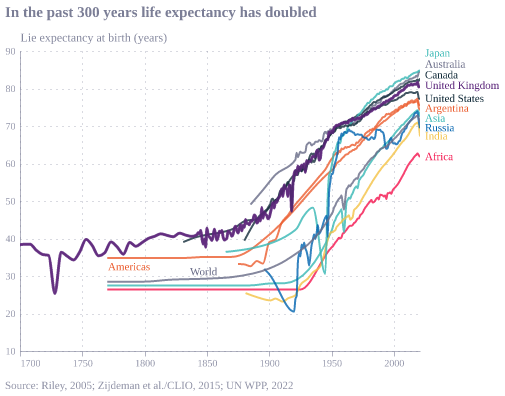 In the past 300 years life expectancy has doubled
Lie expectancy at birth (years)
90
80
70
60
50
40
30
20
10
1700
1750
1800
1850
1900
1950
2000
Japan
Australia
Canada
United Kingdom
United States
Argentina
Asia
Russia
India
Africa
Americas
World
Source: Riley, 2005; Zijdeman et al./CLIO, 2015; UN WPP, 2022